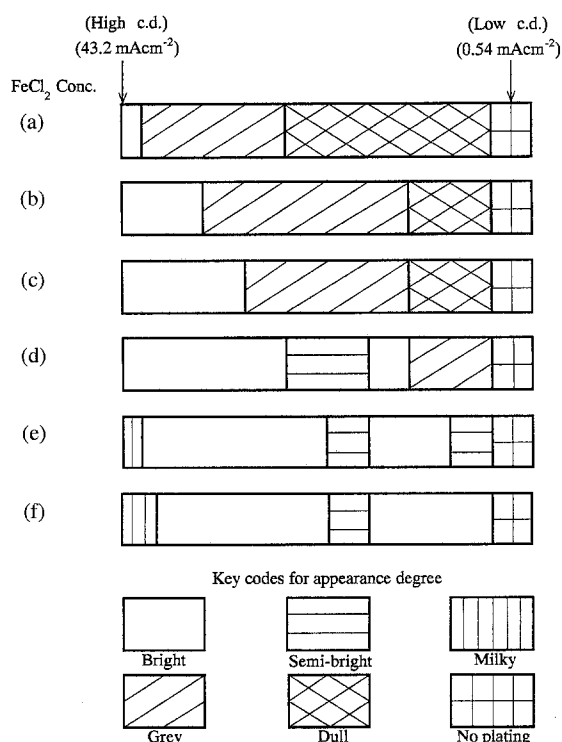 (High c.d.)
(43.2 mAcm⁻²)
(Low c.d.)
(0.54 mAcm⁻²)
FeCl₂ Conc.
(a)
(b)
(c)
(d)
(e)
(f)
Key codes for appearance degree
Bright
Semi-bright
Milky
Grey
Dull
No plating